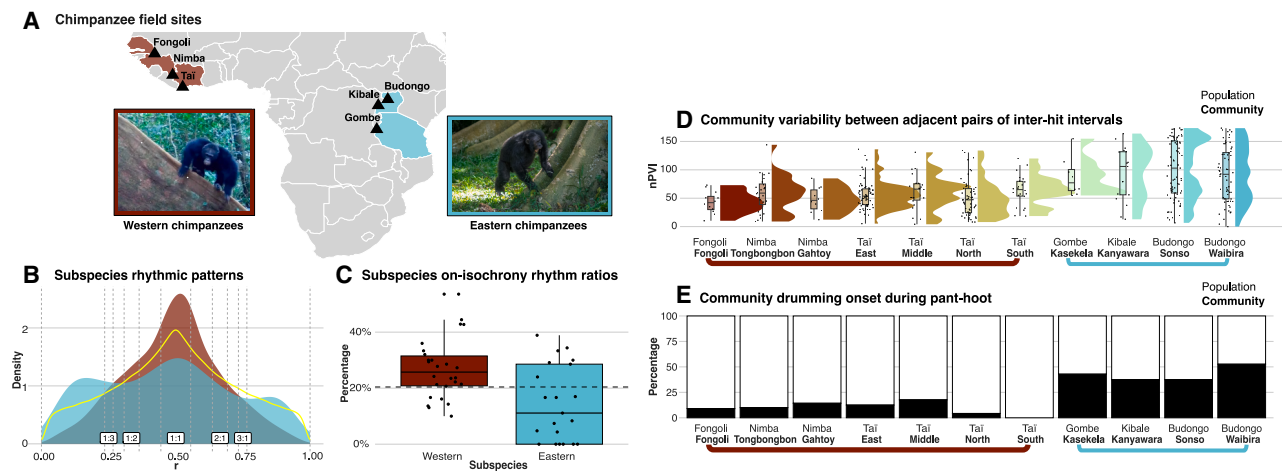 A Chimpanzee field sites
Fongoli
Nimba
Taï
Budongo
Kibale
Gombe
Western chimpanzees
Eastern chimpanzees
B Subspecies rhythmic patterns
Density
2
1
0
1:3
1:2
1:1
2:1
3:1
0.00
0.25
0.50
0.75
1.00
r
C Subspecies on-isochrony rhythm ratios
Percentage
40%
20%
0%
Western
Eastern
Subspecies
Population
Community
D Community variability between adjacent pairs of inter-hit intervals
nPVI
150
100
50
0
Fongoli Nimba Nimba Taï Taï Taï Taï Gombe Kibale Budongo Budongo
Fongoli Tongbongbon Gahtoy East Middle North South Kasekela Kanyawara Sonso Waibira
Population
Community
E Community drumming onset during pant-hoot
Percentage
100
75
50
25
0
Fongoli Nimba Nimba Taï Taï Taï Taï Gombe Kibale Budongo Budongo
Fongoli Tongbongbon Gahtoy East Middle North South Kasekela Kanyawara Sonso Waibira